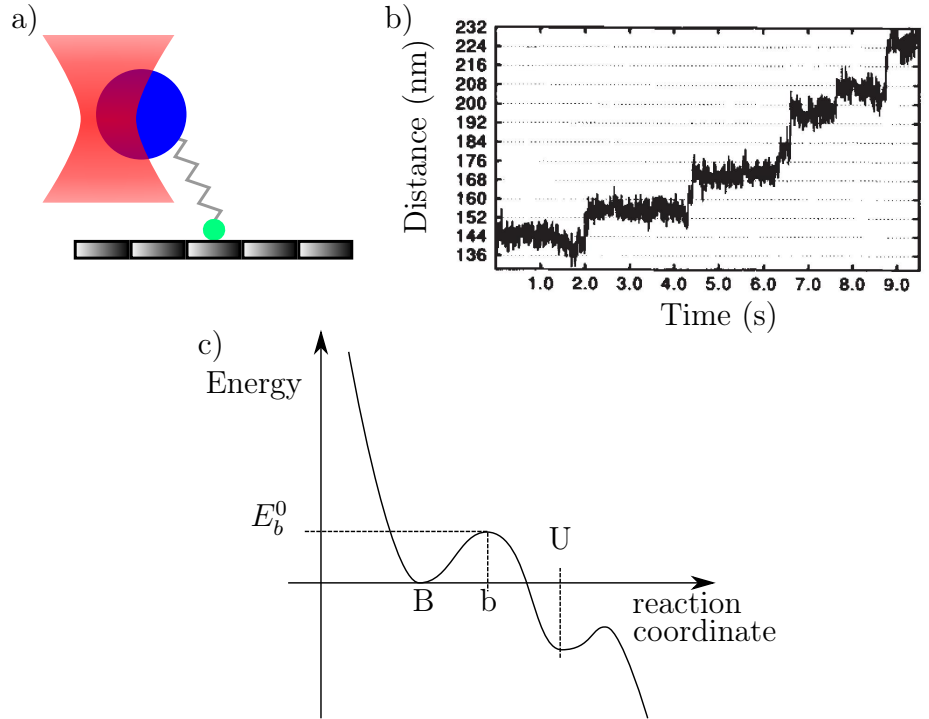 a)
b)
Distance (nm)
232
224
216
208
200
192
184
176
168
160
152
144
136
1.0 2.0 3.0 4.0 5.0 6.0 7.0 8.0 9.0
Time (s)
c)
Energy
E_b^0
U
B
b
reaction
coordinate